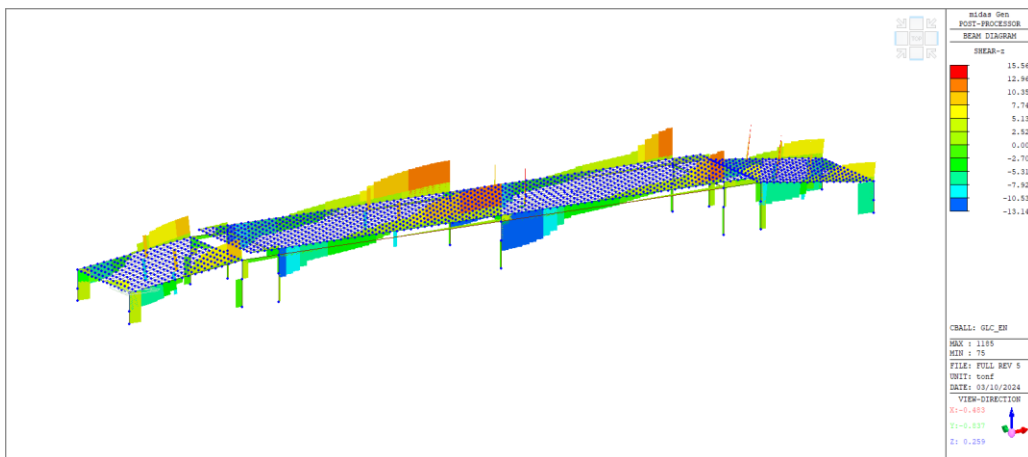 TOP
midas Gen
POST-PROCESSOR
BEAM DIAGRAM
SHEAR-z
15.56
12.96
10.35
7.74
5.13
2.52
0.00
-2.70
-5.31
-7.92
-10.53
-13.14
CBALL: GLC_EN
MAX : 1185
MIN : 75
FILE: FULL REV 5
UNIT: tonf
DATE: 03/10/2024
VIEW-DIRECTION
X:-0.483
Y:-0.837
Z: 0.259